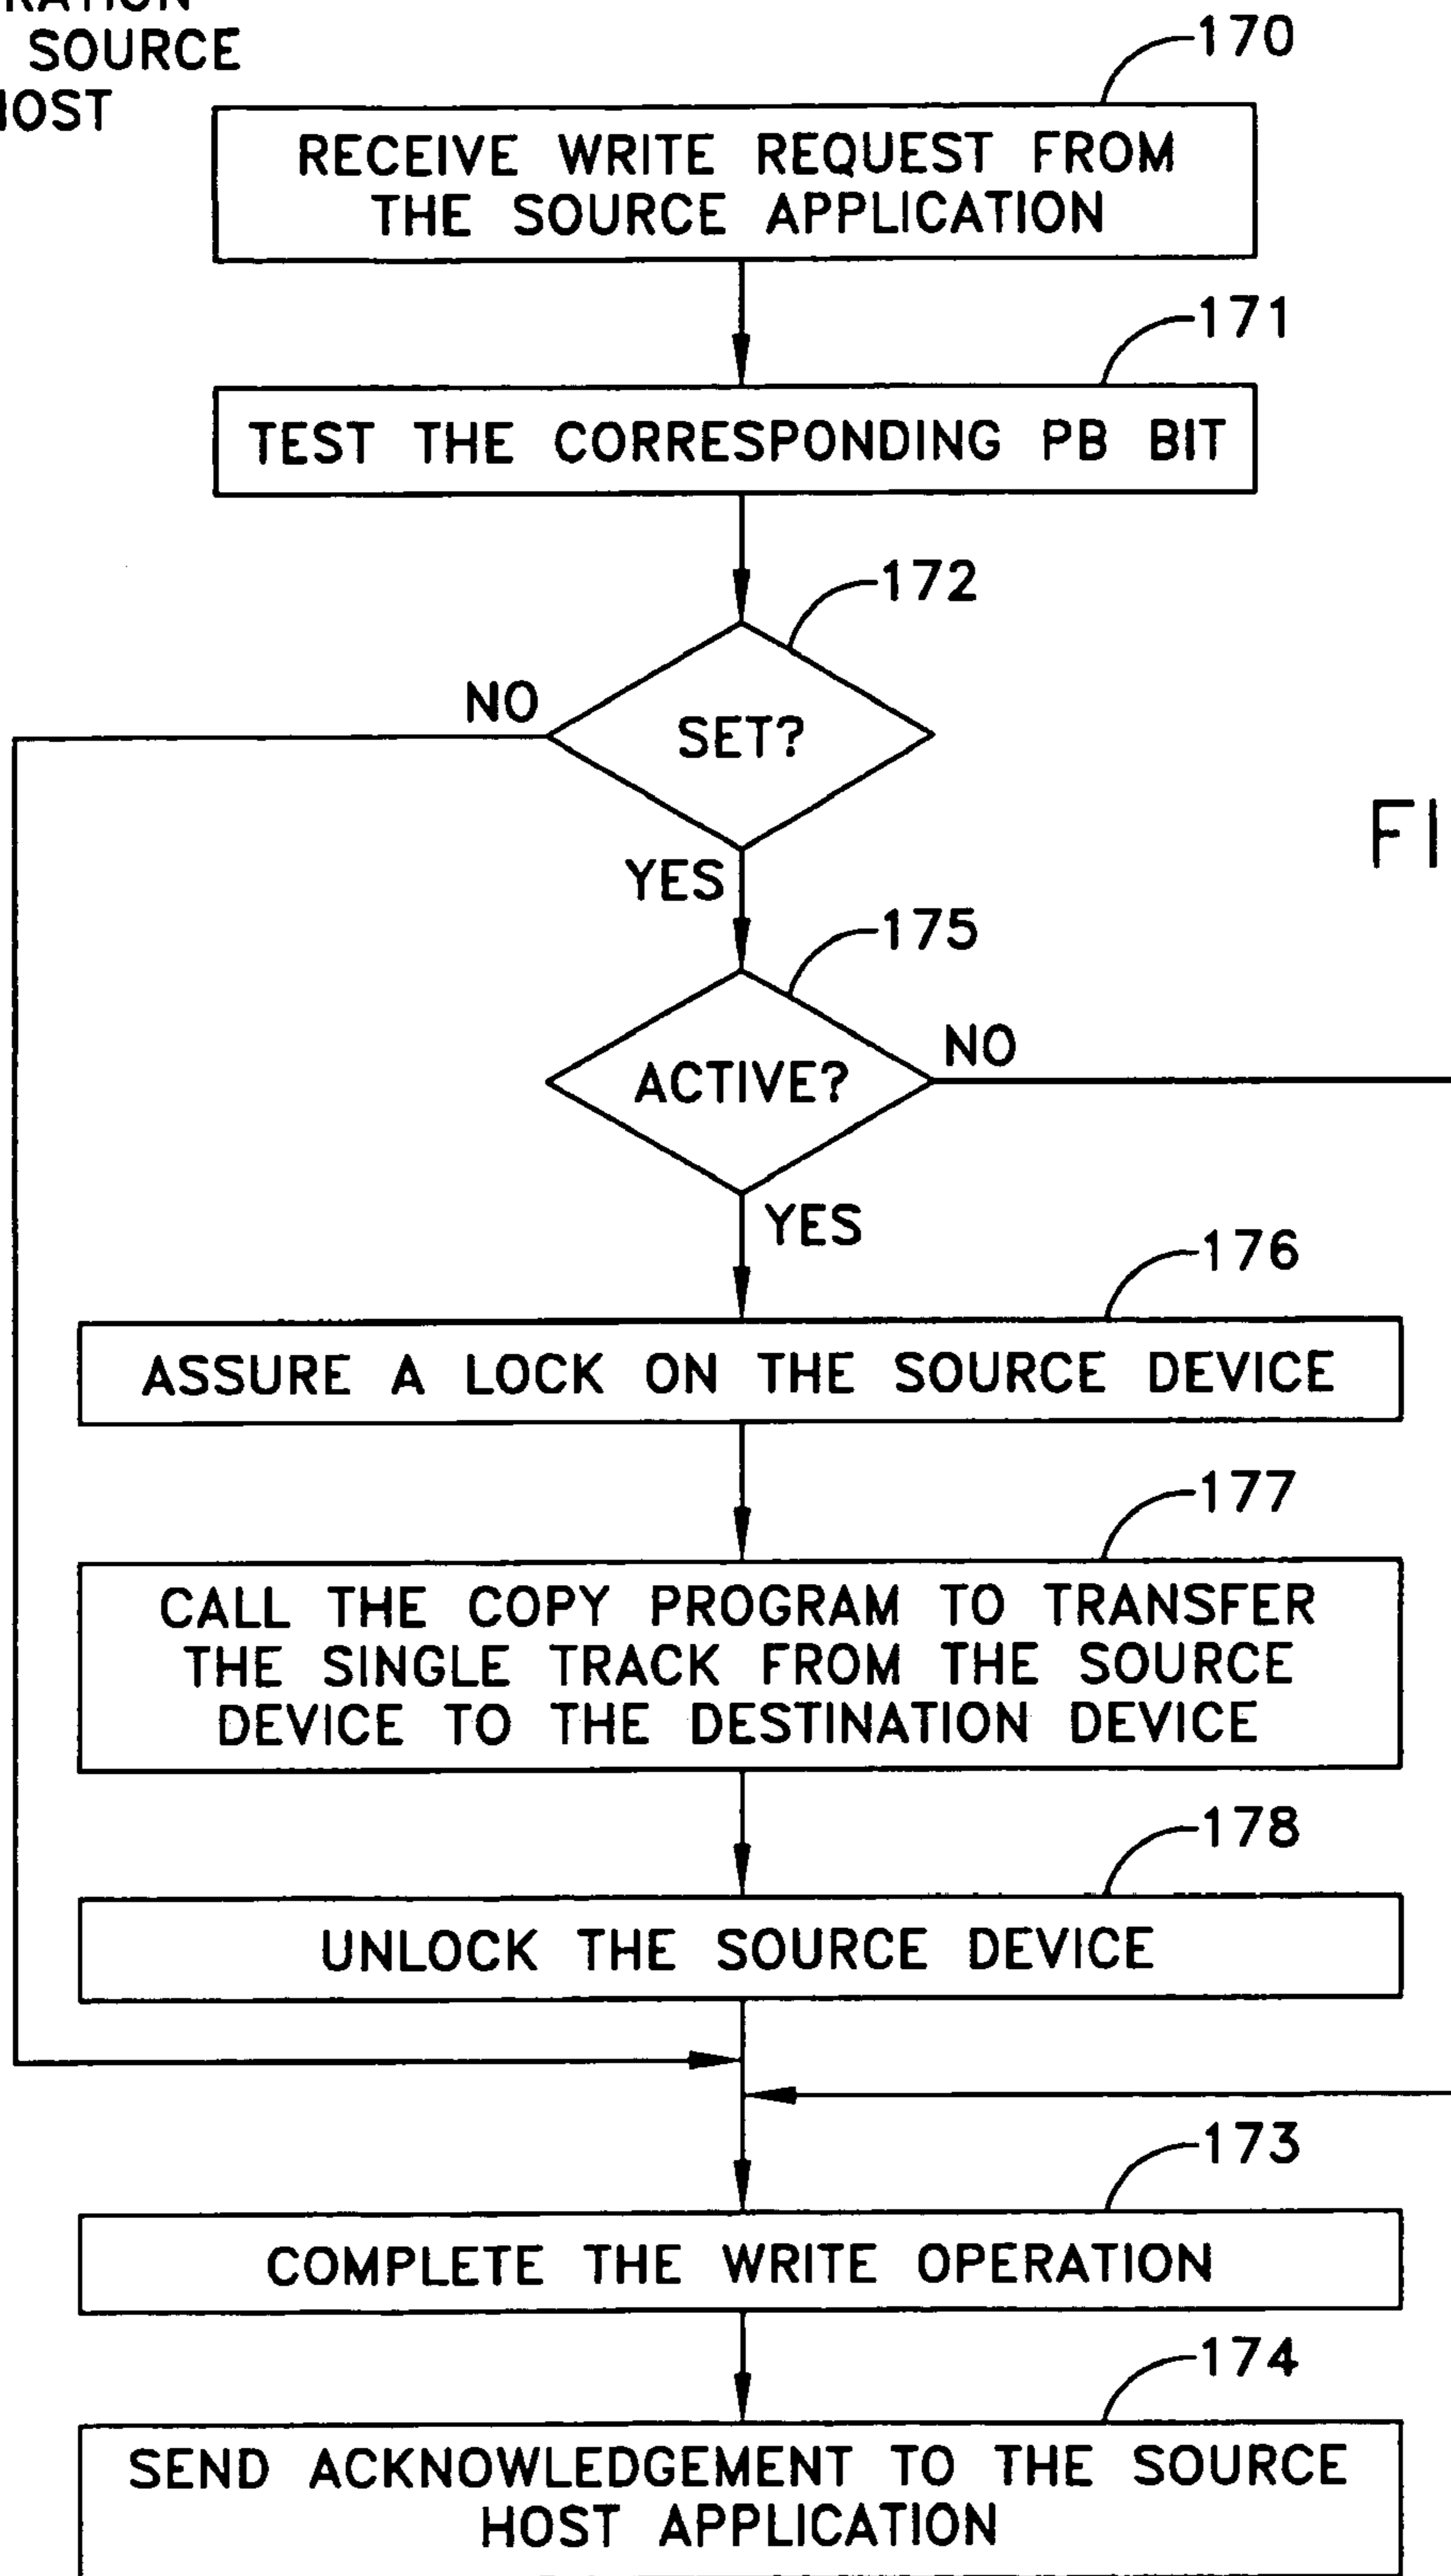 RATION
SOURCE
HOST
170
RECEIVE WRITE REQUEST FROM
THE SOURCE APPLICATION
171
TEST THE CORRESPONDING PB BIT
172
NO
SET?
FI
YES
175
NO
ACTIVE?
YES
176
ASSURE A LOCK ON THE SOURCE DEVICE
177
CALL THE COPY PROGRAM TO TRANSFER
THE SINGLE TRACK FROM THE SOURCE
DEVICE TO THE DESTINATION DEVICE
178
UNLOCK THE SOURCE DEVICE
173
COMPLETE THE WRITE OPERATION
174
SEND ACKNOWLEDGEMENT TO THE SOURCE
HOST APPLICATION